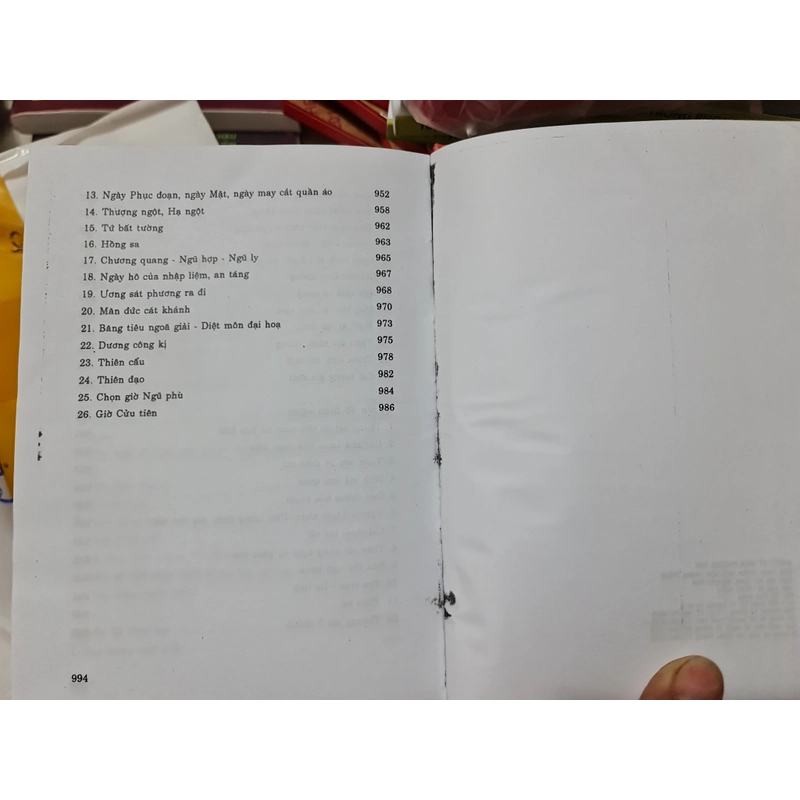 13. Ngày Phục đoạn, ngày Mật, ngày may cắt quần áo 952
14. Thượng ngột, Hạ ngột 958
15. Tứ bất tường 962
16. Hồng sa 963
17. Chương quang - Ngũ hợp - Ngũ ly 965
18. Ngày hô của nhập liệm, an táng 967
19. Ương sát phương ra đi 968
20. Mãn đức cát khánh 970
21. Băng tiêu ngoã giải - Diệt môn đại hoạ 973
22. Dương công kị 975
23. Thiên cẩu 978
24. Thiên đạo 982
25. Chọn giờ Ngũ phù 984
26. Giờ Cửu tiên 986
994